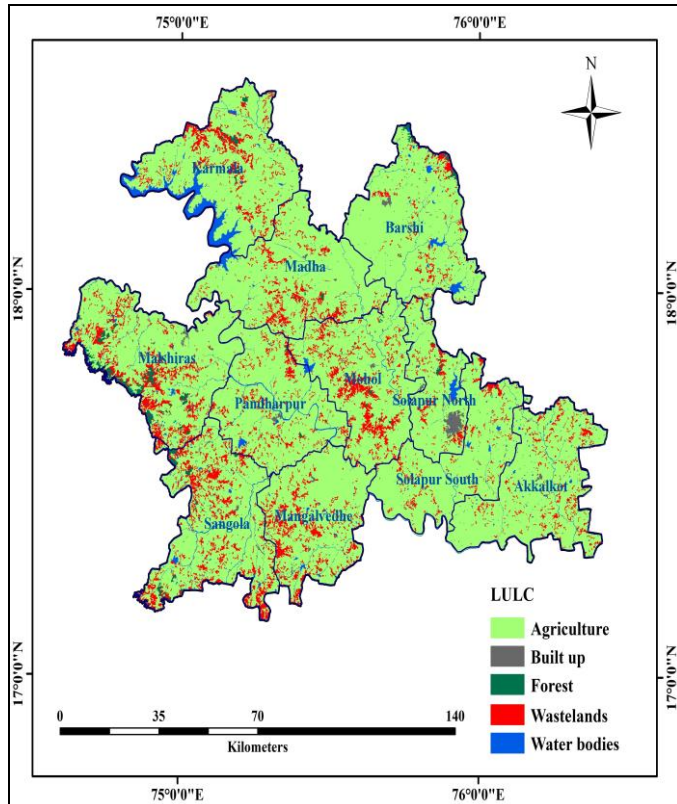 75°0'0"E 76°0'0"E
N
Karmala
Barshi
Madha
18°0'0"N 18°0'0"N
Malshiras
Mohol
Pandharpur
Solapur North
Solapur South
Akkalkot
Sangola
Mangalvedhe
LULC
Agriculture
Built up
Forest
Wastelands
Water bodies
17°0'0"N 17°0'0"N
0 35 70 140
Kilometers
75°0'0"E 76°0'0"E